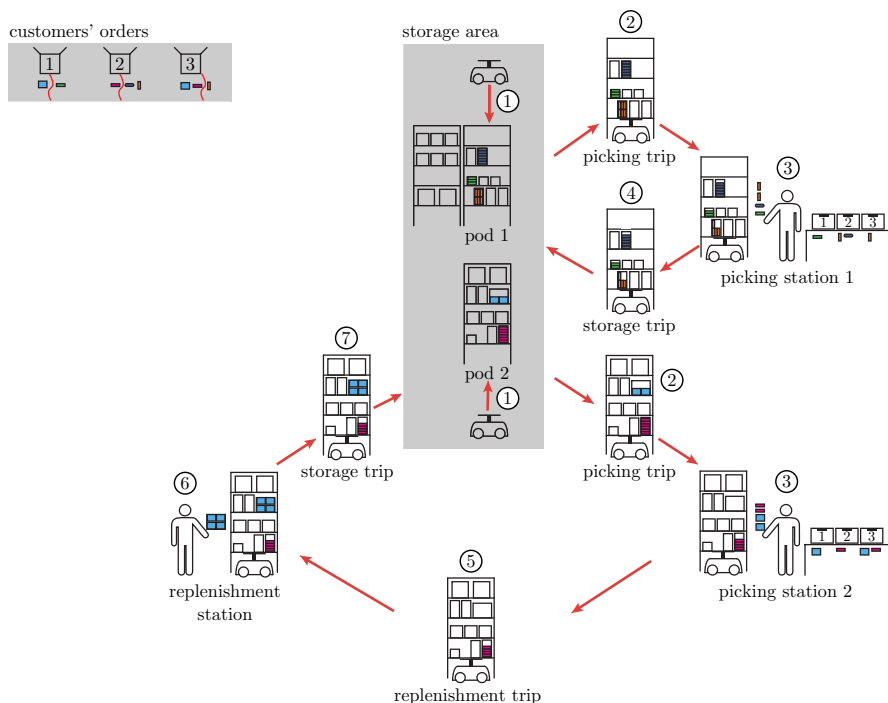 customers' orders
1 2 3
storage area
1
pod 1
pod 2
1
2
picking trip
3
1 2 3
picking station 1
4
storage trip
2
picking trip
3
1 2 3
picking station 2
5
replenishment trip
6
replenishment
station
7
storage trip